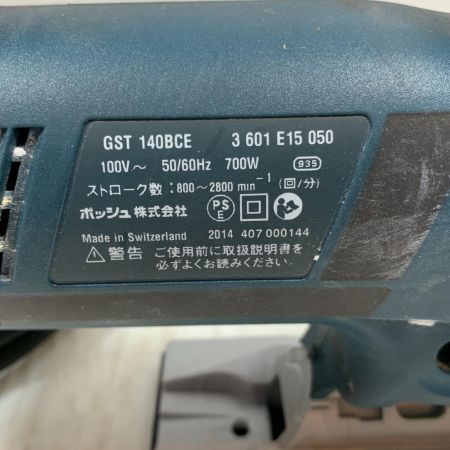 GST 140BCE 3 601 E15 050
100V～ 50/60Hz 700W 935
ストローク数:800～2800 min⁻¹(回/分)
ボッシュ株式会社 PS E
Made in Switzerland 2014 407 000144
警告 ご使用前に取扱説明書を
必ずよくお読みください。